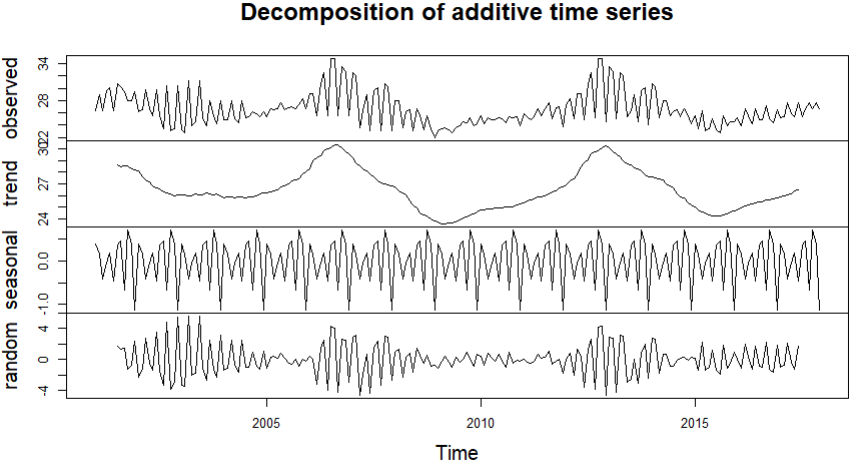 Decomposition of additive time series
observed
34
28
22
trend
30
27
24
seasonal
0.0
-1.0
random
4
0
-4
2005
2010
2015
Time